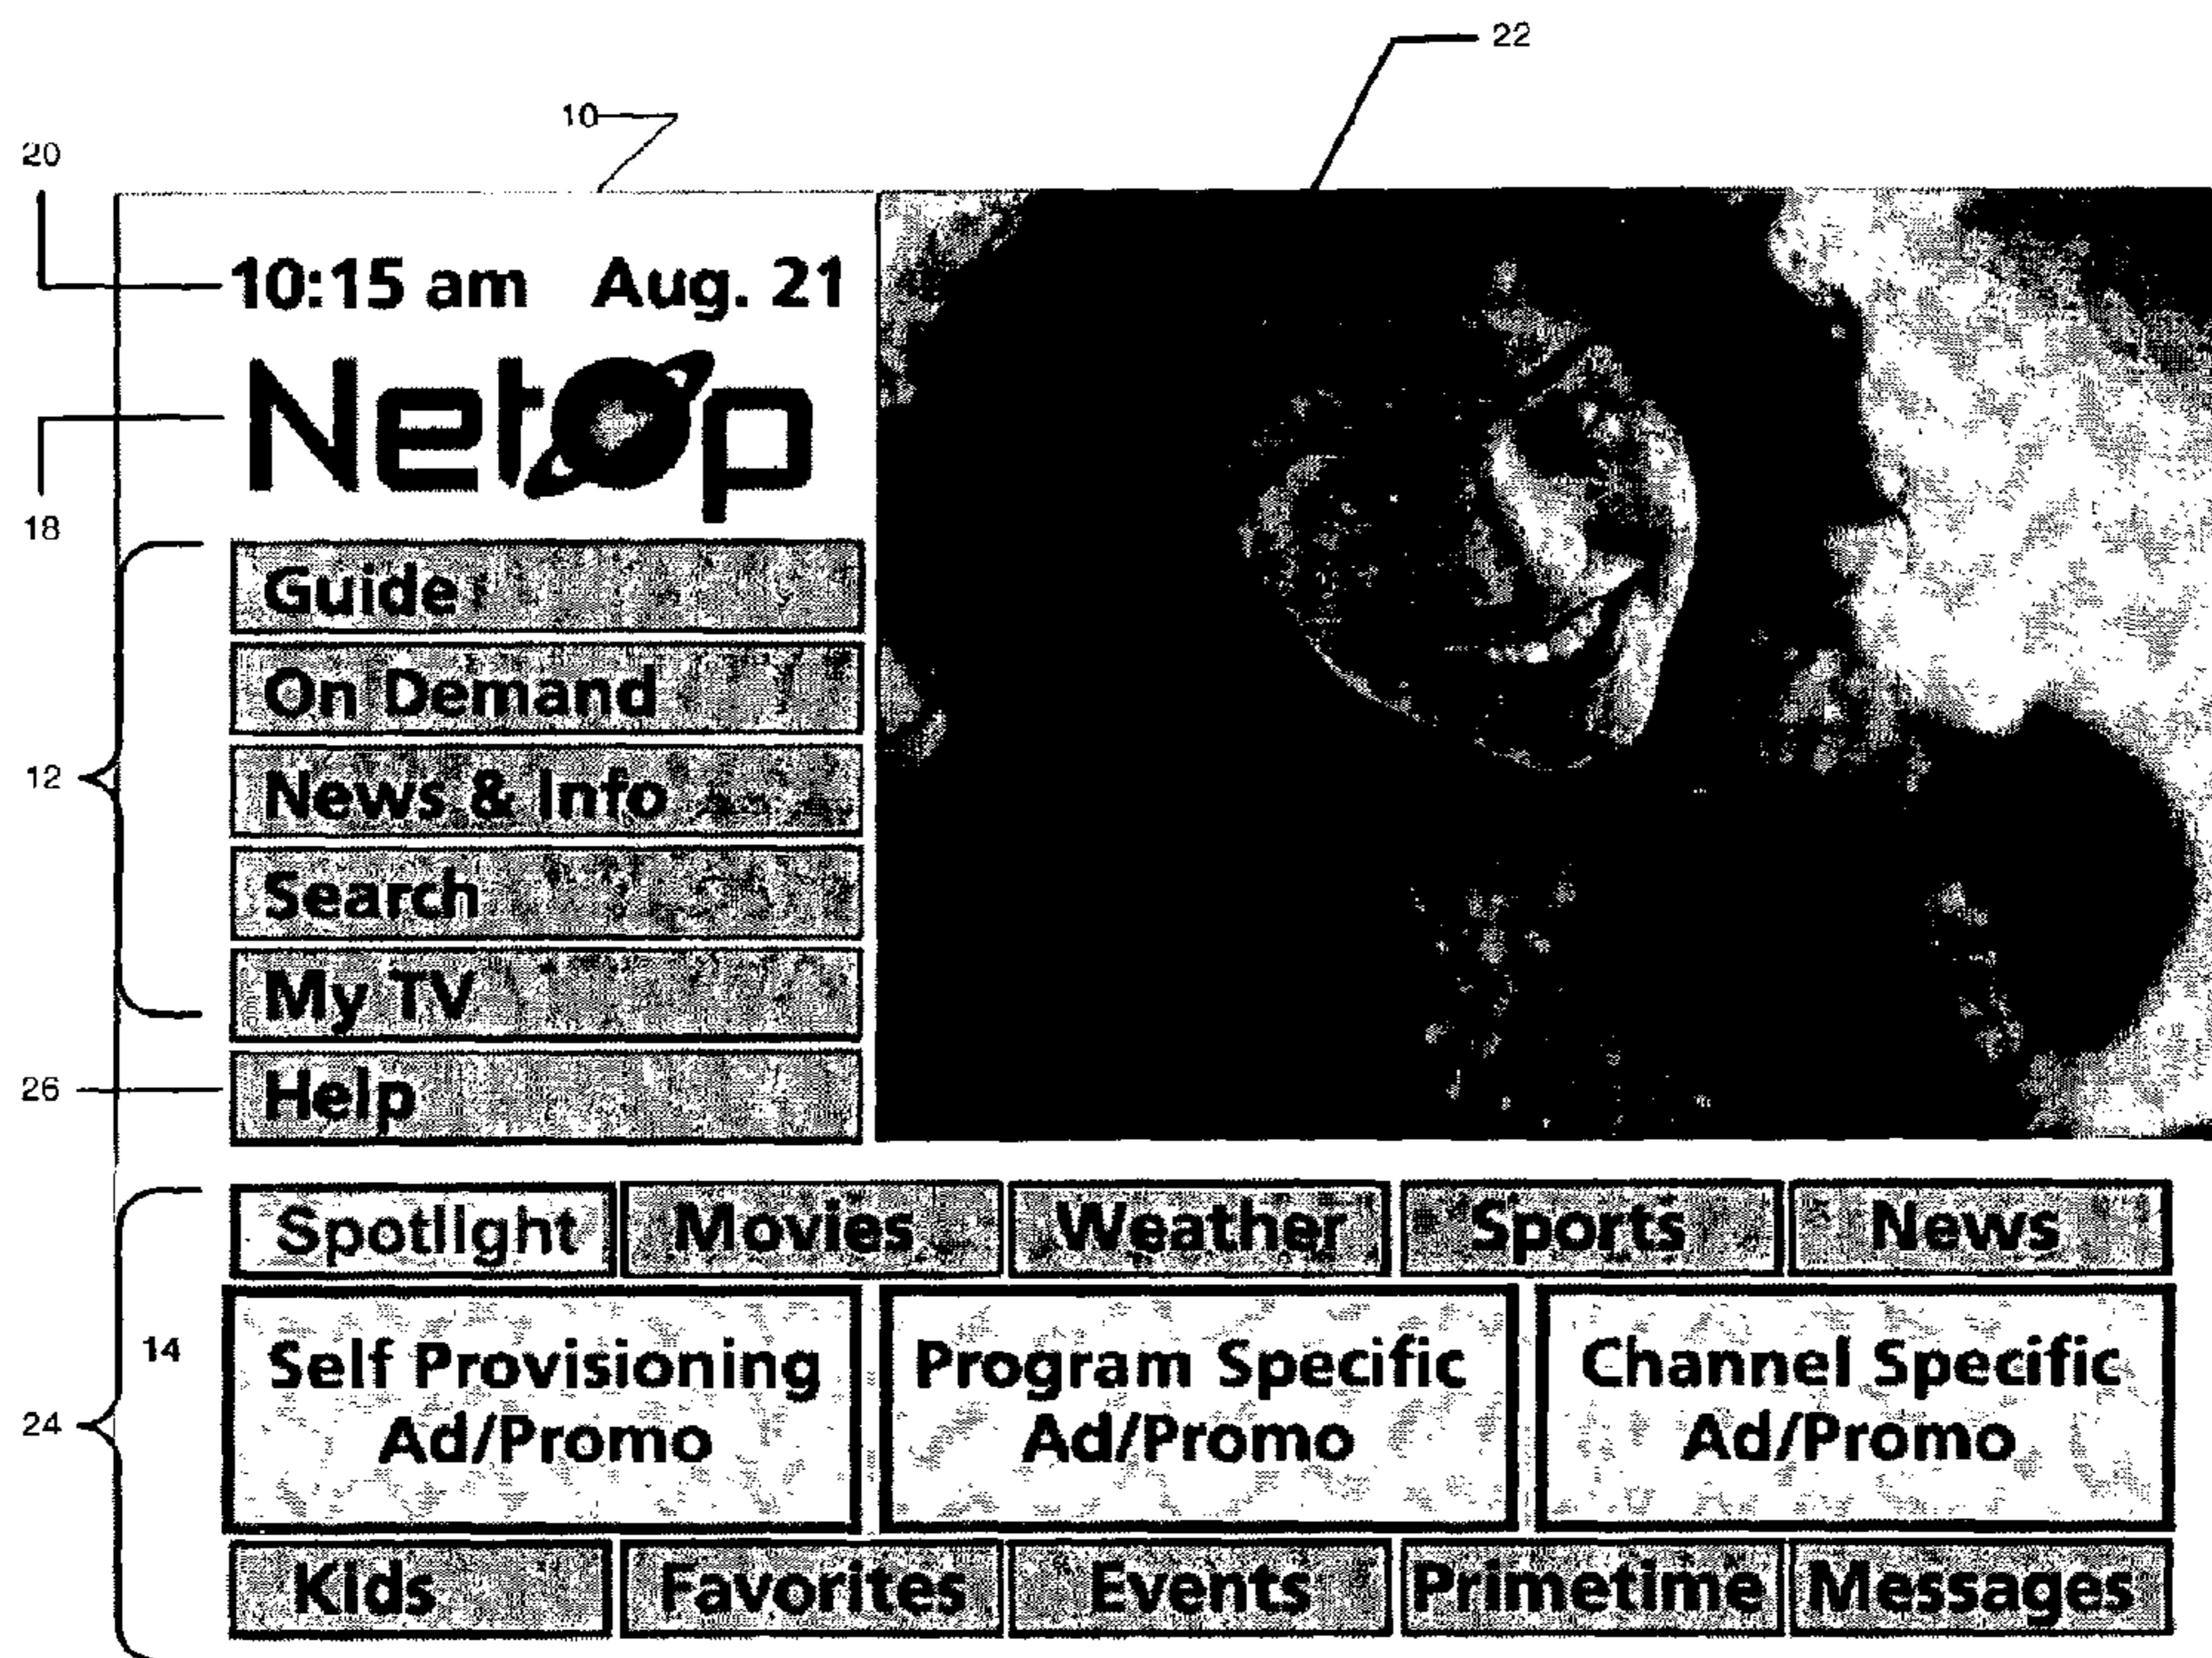 22
10
20
10:15 am Aug. 21
Netop
18
Guide
On Demand
12
News & Info
Search
My TV
26
Help
Spotlight Movies Weather Sports News
14
Self Provisioning Ad/Promo
Program Specific Ad/Promo
Channel Specific Ad/Promo
24
Kids Favorites Events Primetime Messages